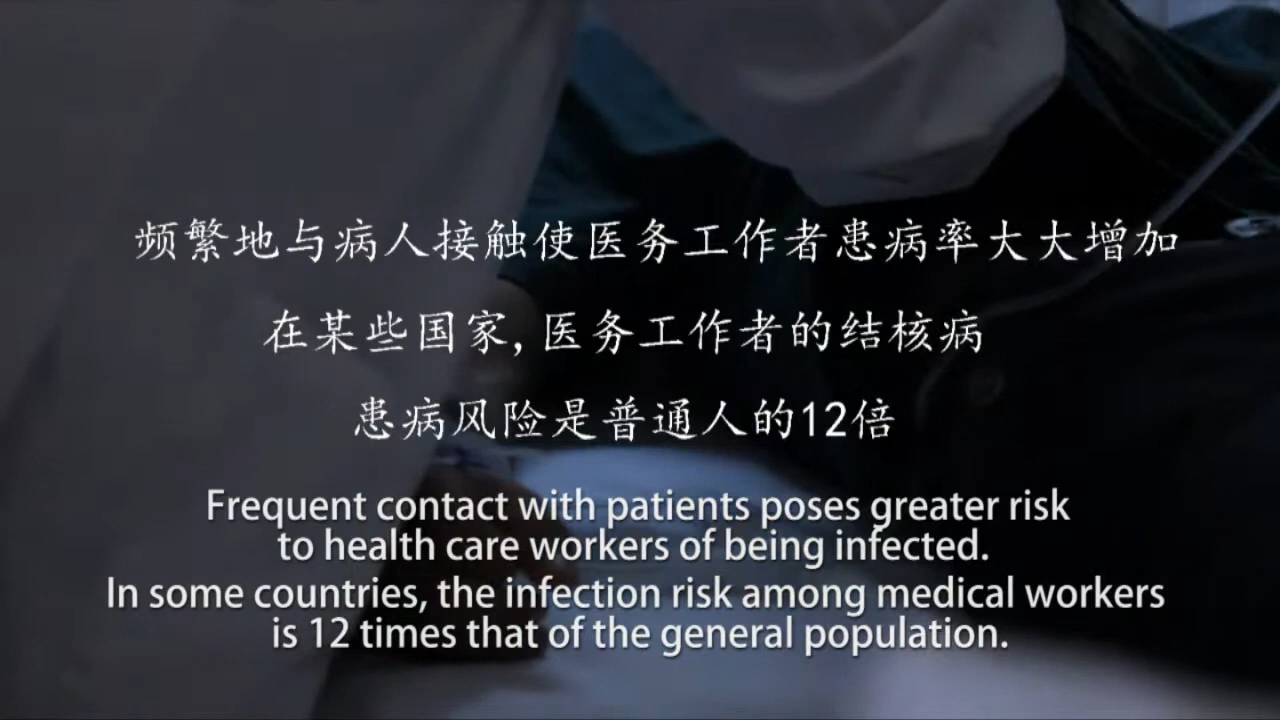 频繁地与病人接触使医务工作者患病率大大增加
在某些国家,医务工作者的结核病
患病风险是普通人的12倍
Frequent contact with patients poses greater risk
to health care workers of being infected.
In some countries, the infection risk among medical workers
is 12 times that of the general population.